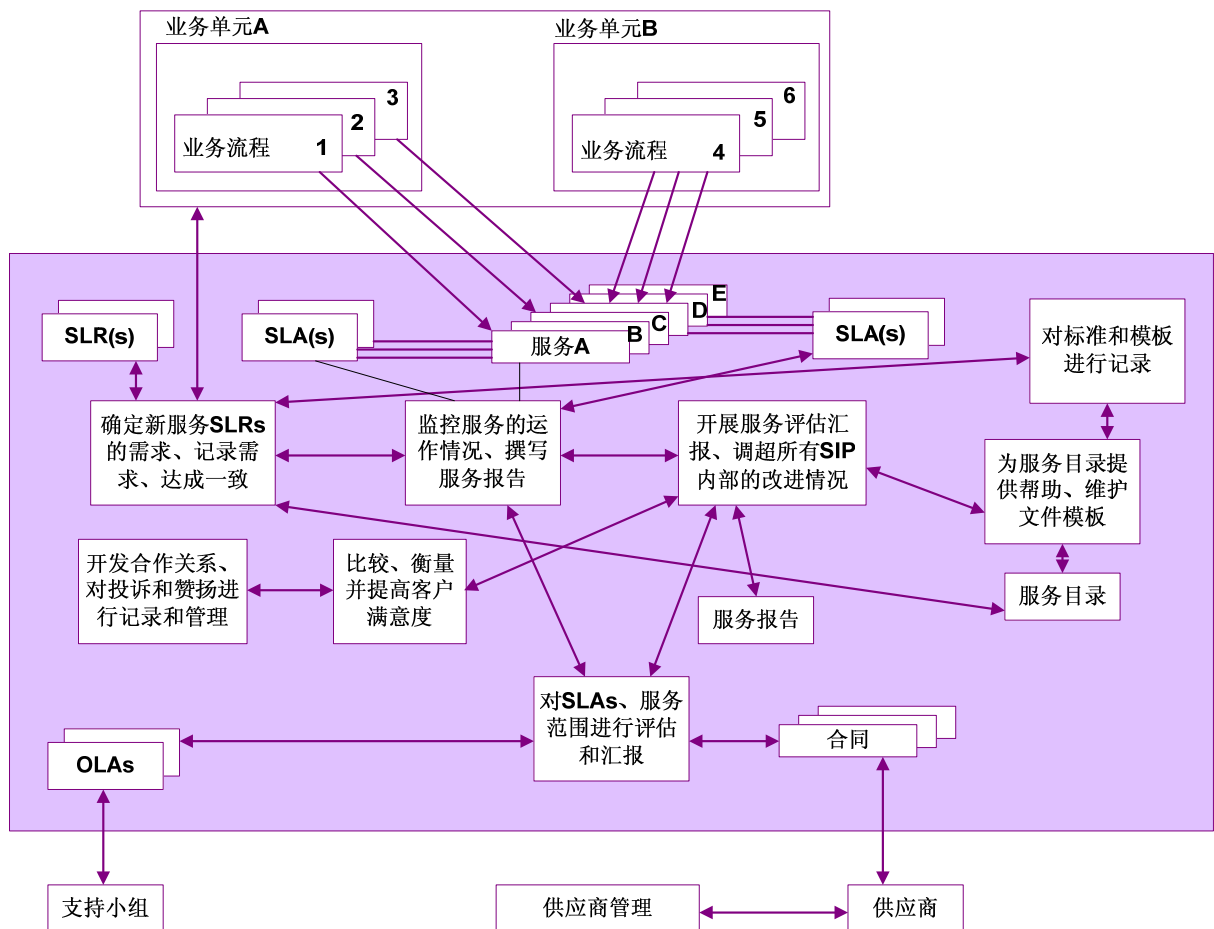 业务单元A
业务单元B
3
2
业务流程 1
6
5
业务流程 4
SLR(s)
SLA(s)
E
D
C
B
服务A
SLA(s)
对标准和模板
进行记录
确定新服务SLRs
的需求、记录需
求、达成一致
监控服务的运
作情况、撰写
服务报告
开展服务评估汇
报、调超所有SIP
内部的改进情况
为服务目录提
供帮助、维护
文件模板
开发合作关系、
对投诉和赞扬进
行记录和管理
比较、衡量
并提高客户
满意度
服务报告
服务目录
对SLAs、服务
范围进行评估
和汇报
OLAs
合同
支持小组
供应商管理
供应商